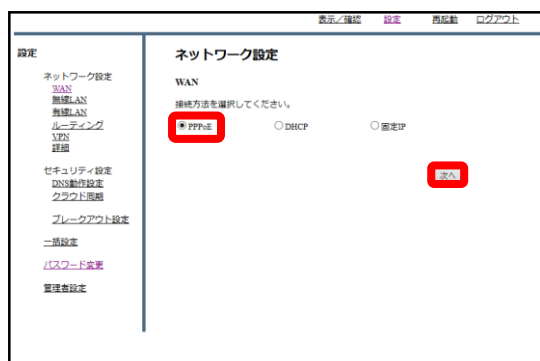 表示／確認 設定 再起動 ログアウト
設定
ネットワーク設定
WAN
無線LAN
有線LAN
ルーティング
VPN
詳細
セキュリティ設定
DNS動作設定
クラウド同期
ブレークアウト設定
一括設定
パスワード変更
管理者設定
ネットワーク設定
WAN
接続方法を選択してください。
PPPoE DHCP 固定IP
次へ